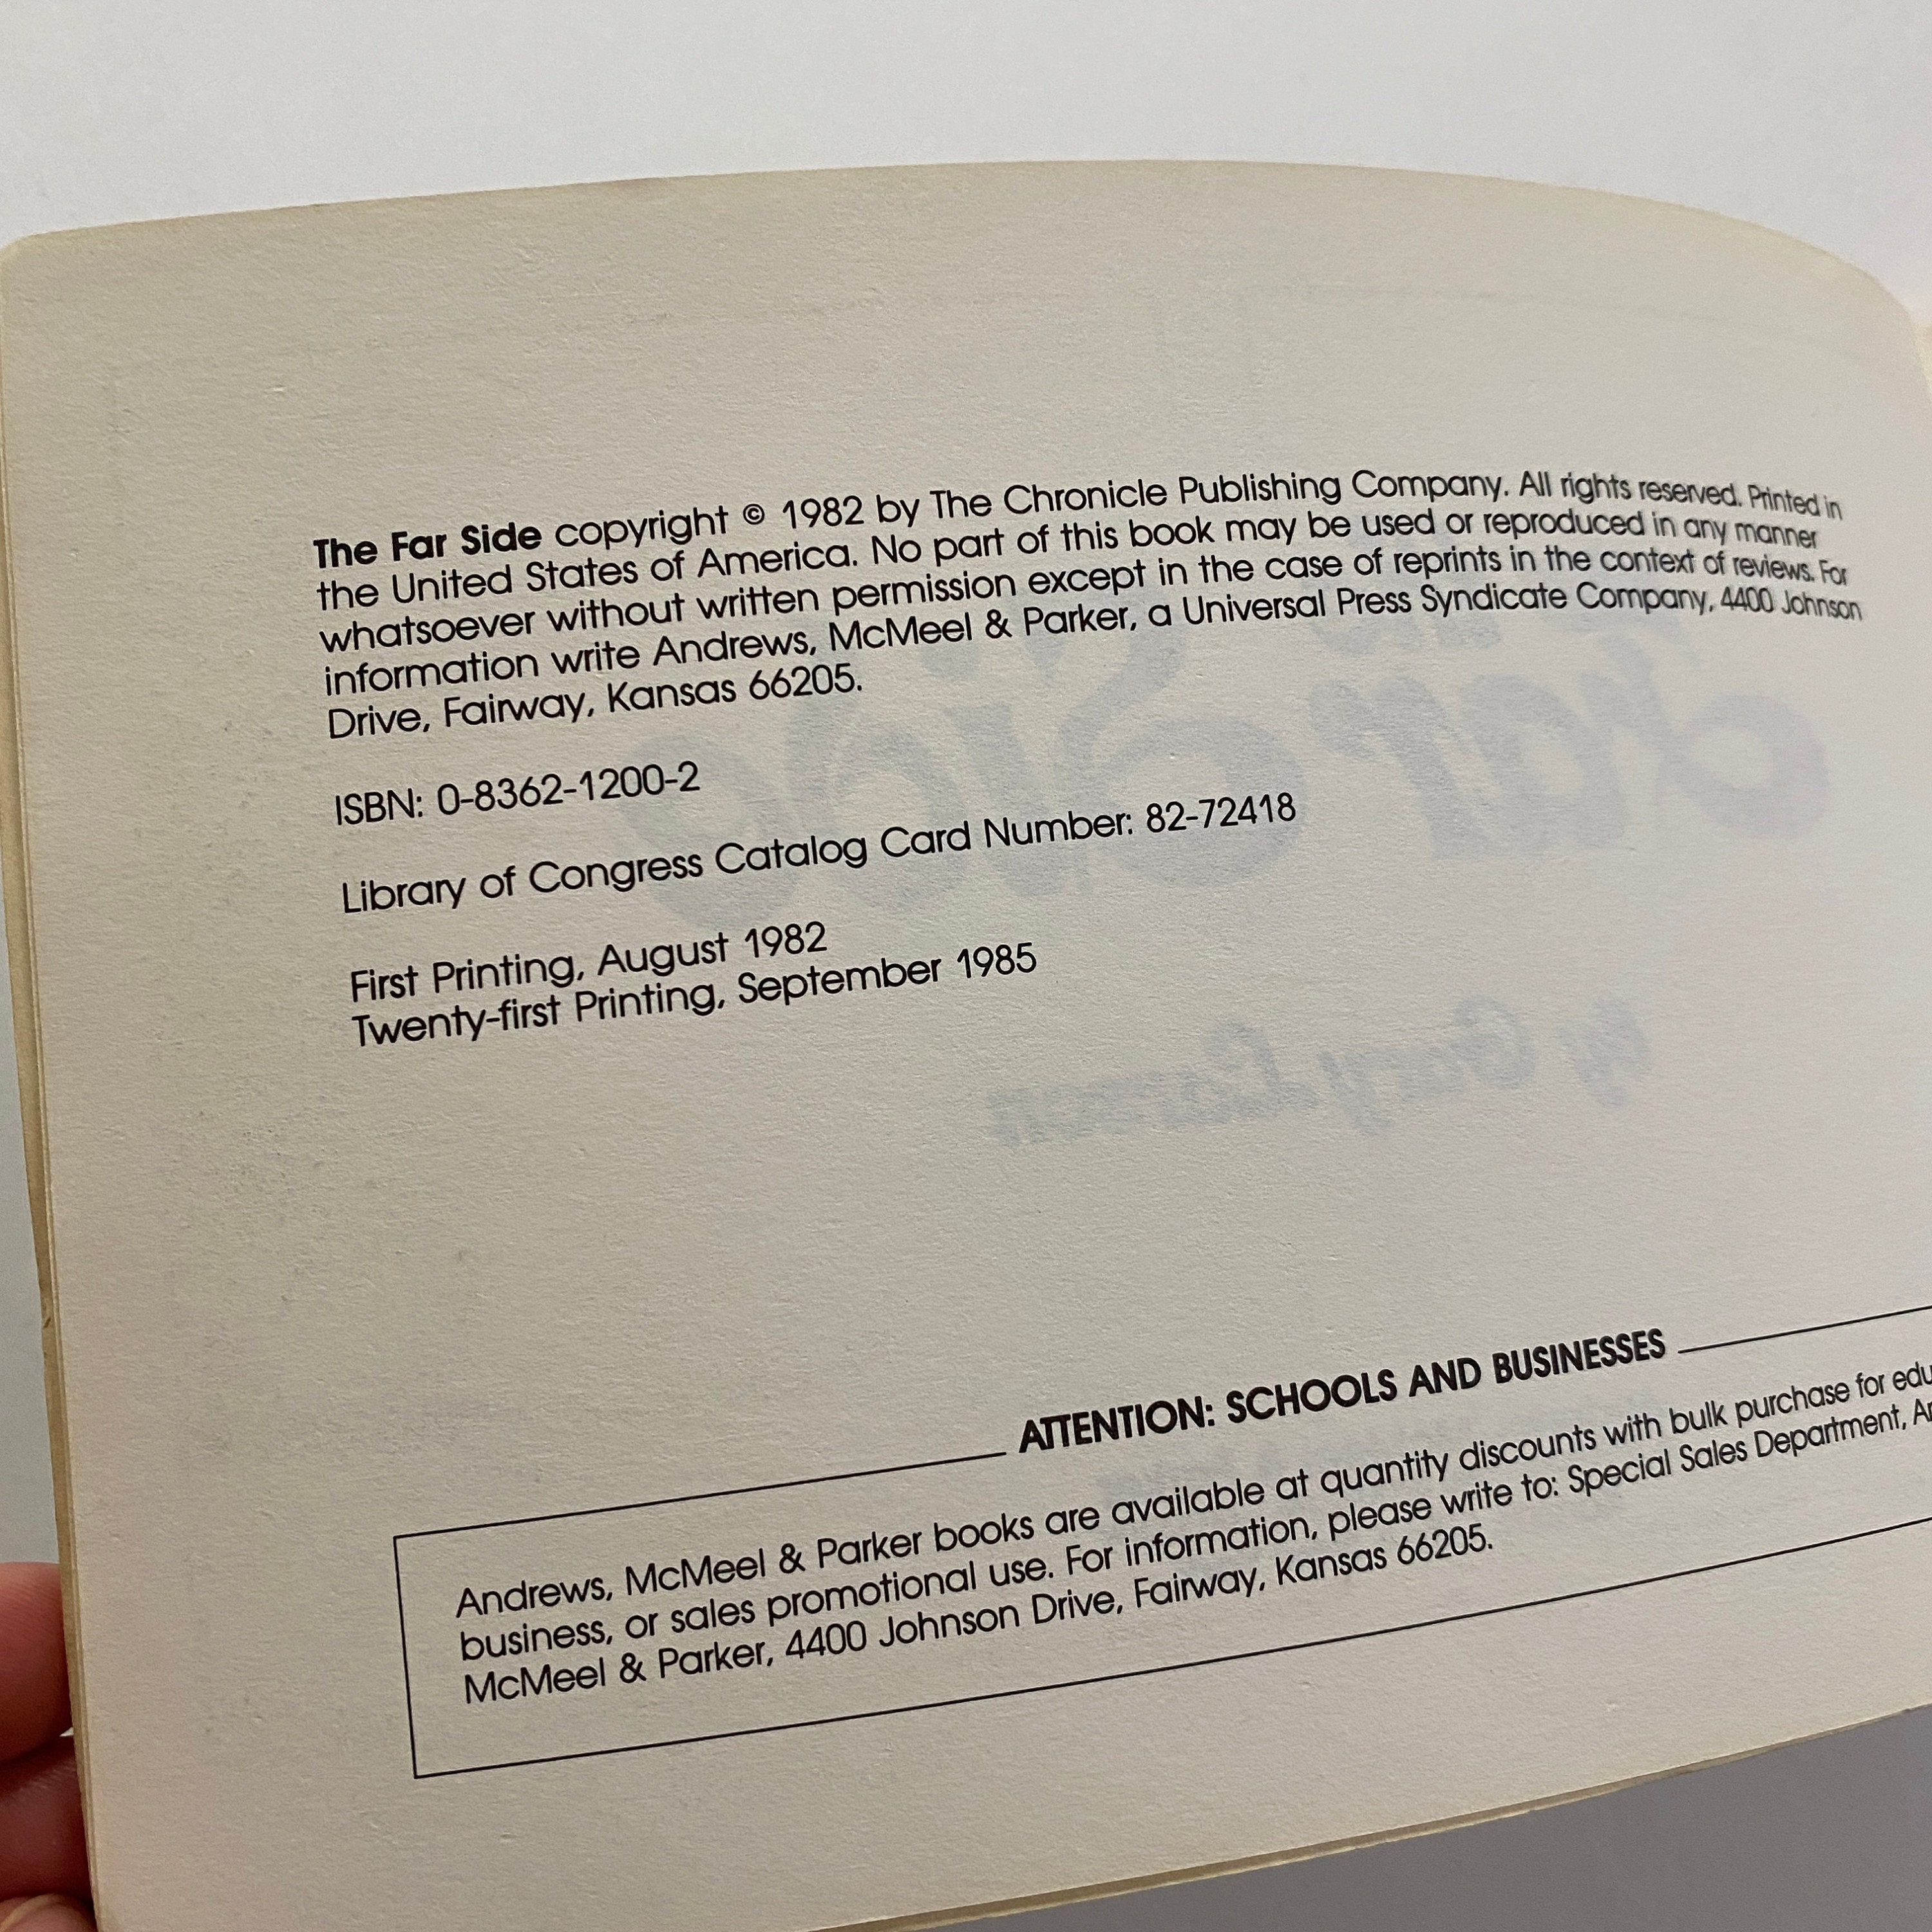 The Far Side copyright © 1982 by The Chronicle Publishing Company. All rights reserved. Printed in
the United States of America. No part of this book may be used or reproduced in any manner
whatsoever without written permission except in the case of reprints in the context of reviews. For
information write Andrews, McMeel & Parker, a Universal Press Syndicate Company, 4400 Johnson
Drive, Fairway, Kansas 66205.
ISBN: 0-8362-1200-2
Library of Congress Catalog Card Number: 82-72418
First Printing, August 1982
Twenty-first Printing, September 1985
ATTENTION: SCHOOLS AND BUSINESSES
Andrews, McMeel & Parker books are available at quantity discounts with bulk purchase for
business, or sales promotional use. For information, please write to: Special Sales Department,
McMeel & Parker, 4400 Johnson Drive, Fairway, Kansas 66205.